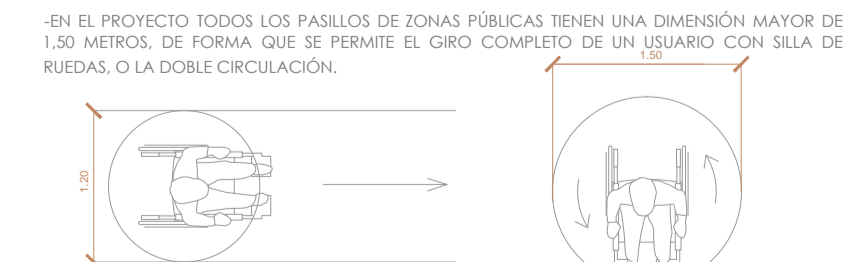 -EN EL PROYECTO TODOS LOS PASILLOS DE ZONAS PÚBLICAS TIENEN UNA DIMENSIÓN MAYOR DE
1,50 METROS, DE FORMA QUE SE PERMITE EL GIRO COMPLETO DE UN USUARIO CON SILLA DE
RUEDAS, O LA DOBLE CIRCULACIÓN.
1.50
1.20